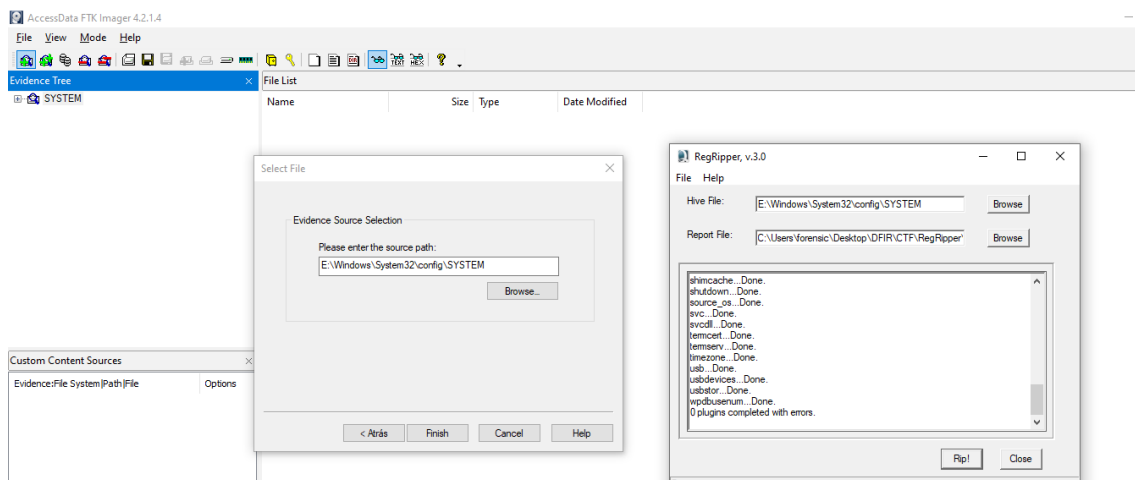 AccessData FTK Imager 4.2.1.4
File View Mode Help
Evidence Tree
SYSTEM
File List
Name Size Type Date Modified
Select File
Evidence Source Selection
Please enter the source path:
E:\Windows\System32\config\SYSTEM
Browse...
< Atrás Finish Cancel Help
Custom Content Sources
Evidence:File System|Path|File Options
RegRipper, v.3.0
File Help
Hive File: E:\Windows\System32\config\SYSTEM Browse
Report File: C:\Users\forensic\Desktop\DFIR\CTF\RegRipper\ Browse
shimcache...Done.
shutdown...Done.
source_os...Done.
svc...Done.
svcdll...Done.
termcert...Done.
termserv...Done.
timezone...Done.
usb...Done.
usbdevices...Done.
usbstor...Done.
wpdbusenum...Done.
0 plugins completed with errors.
Rip! Close